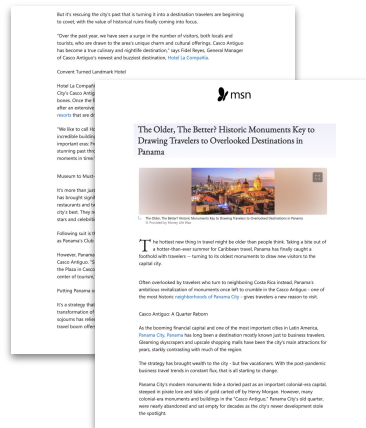 But it's rescuing the city's past that is turning it into a destination travelers are beginning
to covet, with the value of historical ruins finally coming into focus.
"Over the past year, we have seen a surge in the number of visitors, both locals and
tourists, who are drawn to the area's unique charm and cultural offerings. Casco Antiguo
has become a true culinary and nightlife destination," says Fidel Reyes, General Manager
of Casco Antiguo's newest and buzziest destination, Hotel La Compañia.
Convent Turned Landmark Hotel
Hotel La Compañí
City's Casco Antig
bones. Once the fi
after an extensive
resorts that are di
"We like to call Ho
incredible building
important eras: Fr
stunning past thro
moments in time.
Museum to Must-
It's more than just
has brought signif
restaurants and b
city's best. They n
stars and celebriti
Following suit is t
as Panama's Club
However, Panama
Casco Antiguo. "S
the Plaza in Casco
center of tourism,
Putting Panama o
It's a strategy that
transformation of
sojourns has relie
travel boom offer
msn
The Older, The Better? Historic Monuments Key to
Drawing Travelers to Overlooked Destinations in
Panama
The Older, The Better? Historic Monuments Key to Drawing Travelers to Overlooked Destinations in Panama
© Provided by Money Life Wax
The hottest new thing in travel might be older than people think. Taking a bite out of
a hotter-than-ever summer for Caribbean travel, Panama has finally caught a
foothold with travelers -- turning to its oldest monuments to draw new visitors to the
capital city.
Often overlooked by travelers who turn to neighboring Costa Rica instead, Panama's
ambitious revitalization of monuments once left to crumble in the Casco Antiguo - one of
the most historic neighborhoods of Panama City - gives travelers a new reason to visit.
Casco Antiguo: A Quarter Reborn
As the booming financial capital and one of the most important cities in Latin America,
Panama City, Panama has long been a destination mostly known just to business travelers.
Gleaming skyscrapers and upscale shopping malls have been the city's main attractions for
years, starkly contrasting with much of the region.
The strategy has brought wealth to the city - but few vacationers. With the post-pandemic
business travel trends in constant flux, that is all starting to change.
Panama City's modern monuments hide a storied past as an important colonial-era capital,
steeped in pirate lore and tales of gold carted off by Henry Morgan. However, many
colonial-era monuments and buildings in the "Casco Antiguo," Panama City's old quarter,
were nearly abandoned and sat empty for decades as the city's newer development stole
the spotlight.